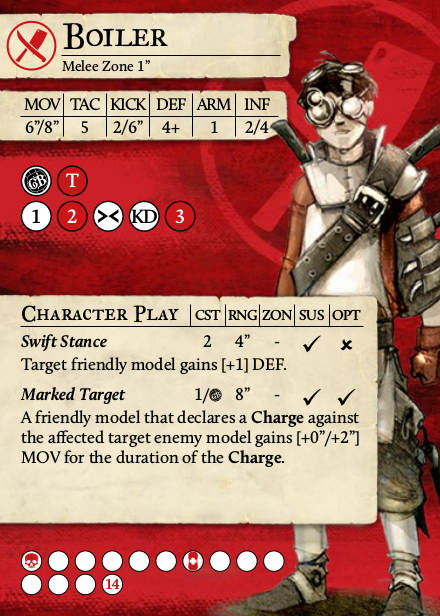 Boiler
Melee Zone 1”
MOV TAC KICK DEF ARM INF
6”/8” 5 2/6” 4+ 1 2/4
GB T
1 2 >< KD 3
Character Play CST RNG ZON SUS OPT
Swift Stance 2 4” - ✓ ×
Target friendly model gains [+1] DEF.
Marked Target 1/GB 8” - ✓ ✓
A friendly model that declares a Charge against
the affected target enemy model gains [+0”/+2”]
MOV for the duration of the Charge.
14